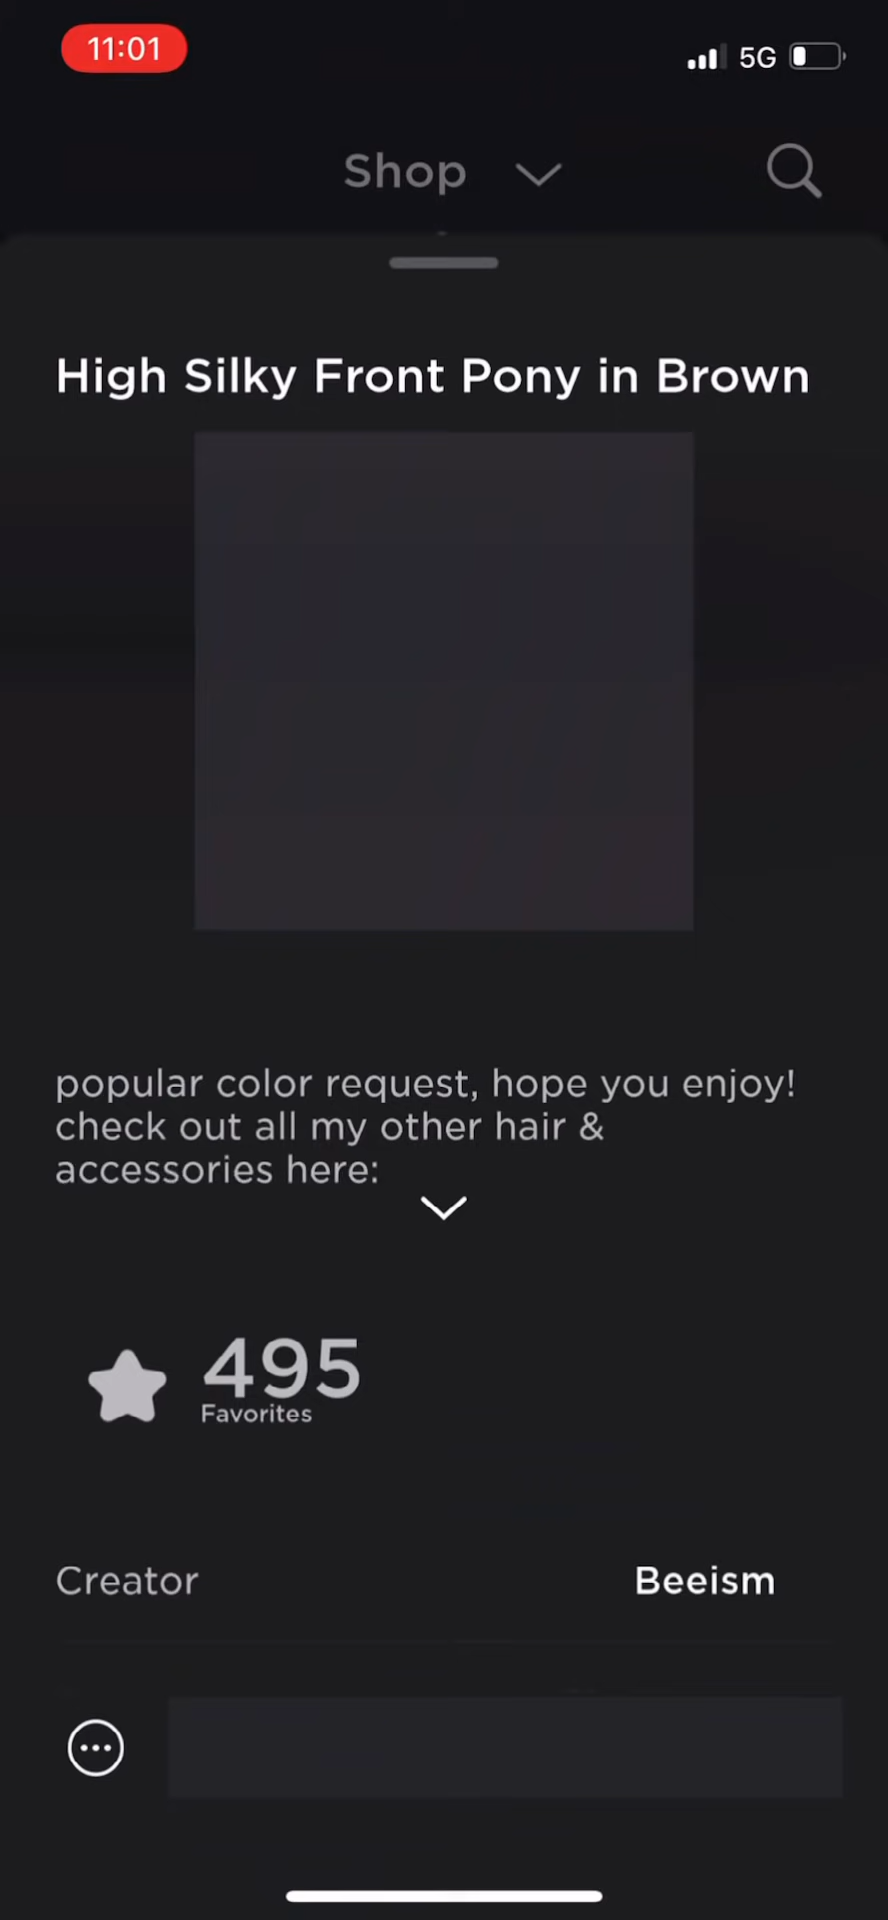 11:01
5G
Shop
High Silky Front Pony in Brown
popular color request, hope you enjoy!
check out all my other hair &
accessories here:
495
Favorites
Creator
Beeism